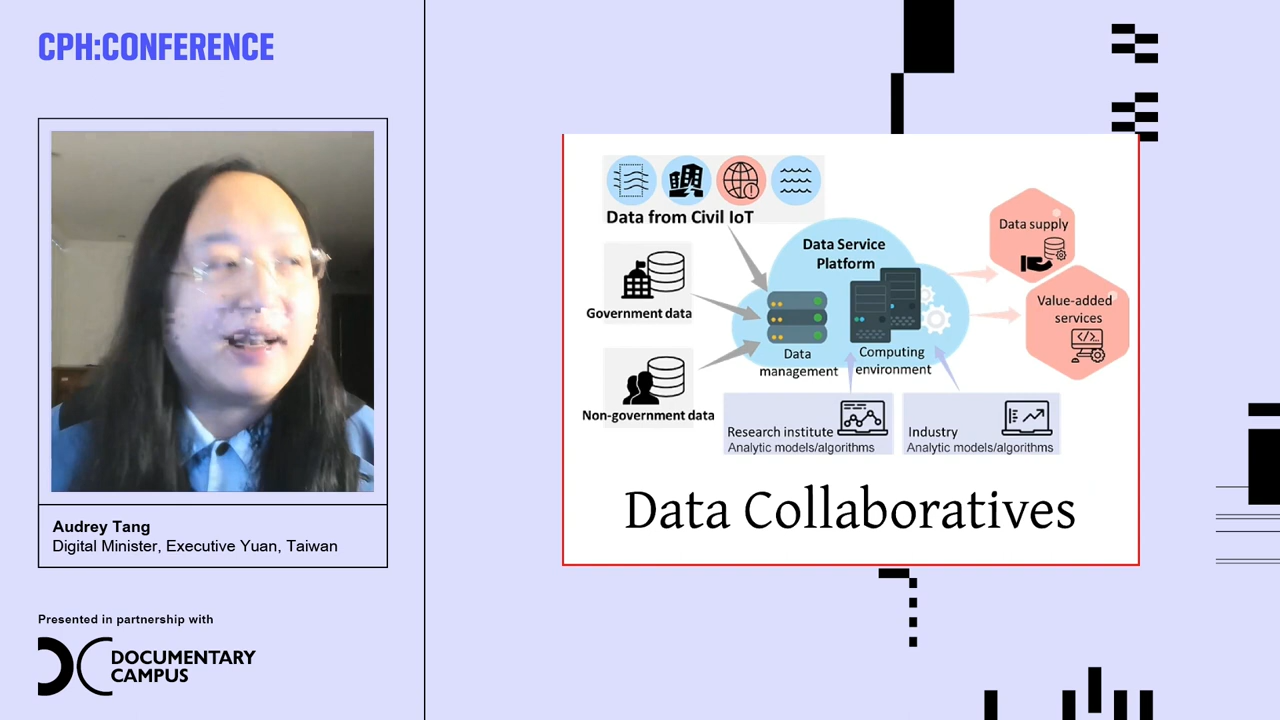 CPH:CONFERENCE
Audrey Tang
Digital Minister, Executive Yuan, Taiwan
Presented in partnership with
DOCUMENTARY
CAMPUS
Data from Civil IoT
Government data
Non-government data
Data Service
Platform
Data
management
Computing
environment
Data supply
Value-added
services
Research institute
Analytic models/algorithms
Industry
Analytic models/algorithms
Data Collaboratives